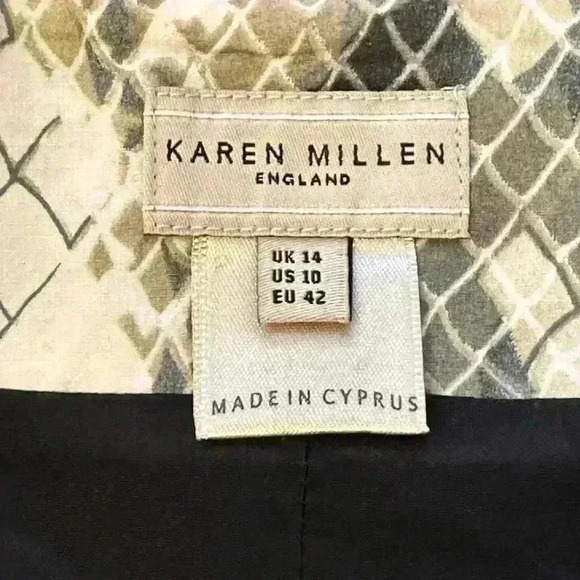 KAREN MILLEN
ENGLAND
UK 14
US 10
EU 42
MADE IN CYPRUS